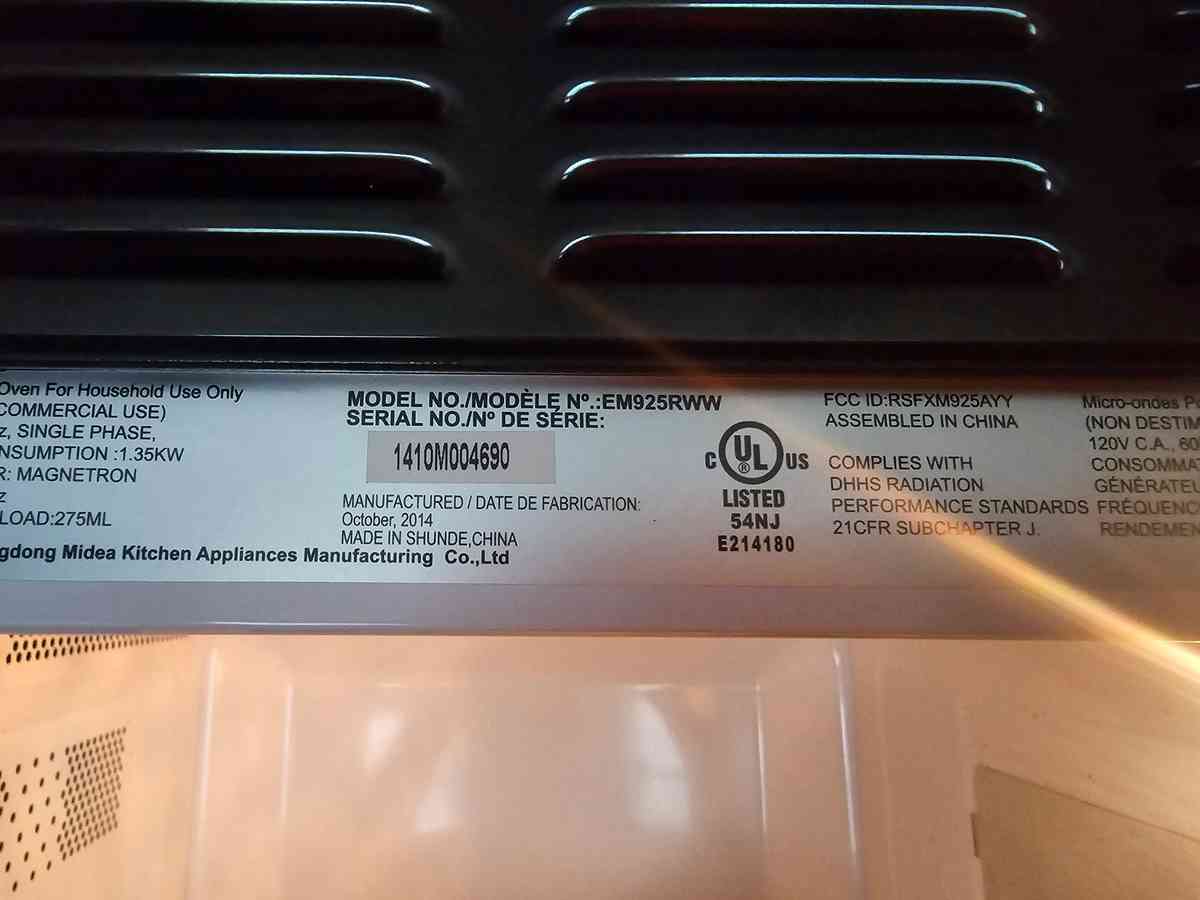 Oven For Household Use Only
COMMERCIAL USE)
z, SINGLE PHASE,
NSUMPTION :1.35KW
R: MAGNETRON
z
LOAD:275ML
gdong Midea Kitchen Appliances Manufacturing Co.,Ltd
MODEL NO./MODÈLE Nº.:EM925RWW
SERIAL NO./Nº DE SÉRIE:
1410M004690
MANUFACTURED / DATE DE FABRICATION:
October, 2014
MADE IN SHUNDE,CHINA
C UL US
®
LISTED
54NJ
E214180
FCC ID:RSFXM925AYY
ASSEMBLED IN CHINA
COMPLIES WITH
DHHS RADIATION
PERFORMANCE STANDARDS
21CFR SUBCHAPTER J.
Micro-ondes P
(NON DESTIM
120V C.A., 60
CONSOMMA
GÉNÉRATEU
FRÉQUENC
RENDEME